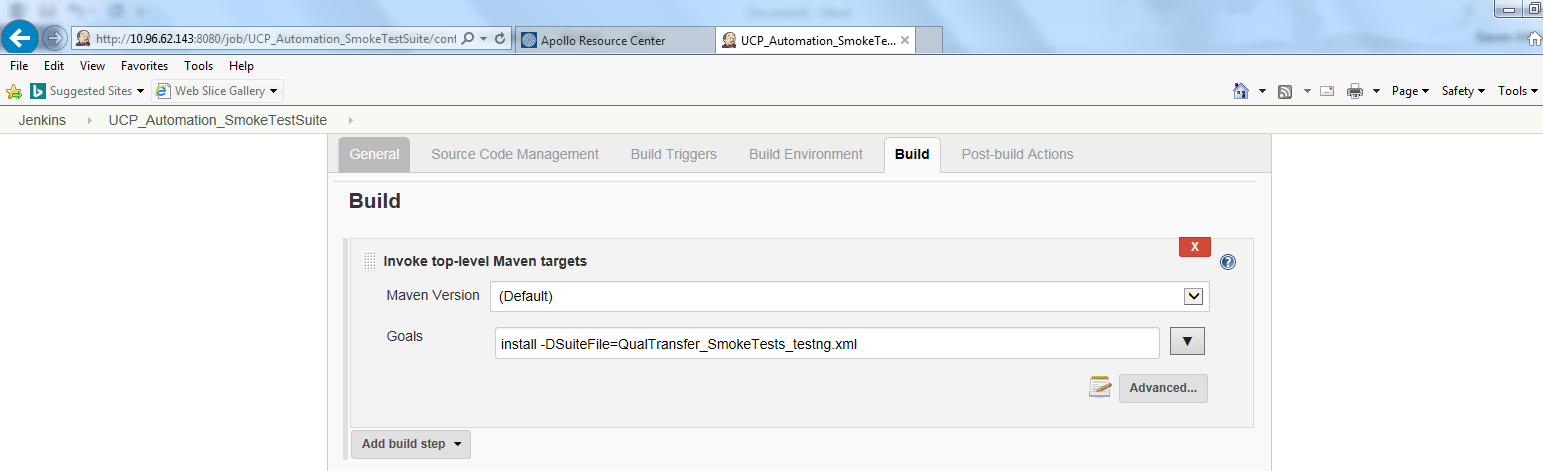 http://10.96.62.143:8080/job/UCP_Automation_SmokeTestSuite/cont
Apollo Resource Center
UCP_Automation_SmokeTe...
File Edit View Favorites Tools Help
Suggested Sites Web Slice Gallery Page Safety Tools
Jenkins UCP_Automation_SmokeTestSuite
General Source Code Management Build Triggers Build Environment Build Post-build Actions
Build
X
Invoke top-level Maven targets
Maven Version (Default)
Goals install -DSuiteFile=QualTransfer_SmokeTests_testng.xml
Advanced...
Add build step